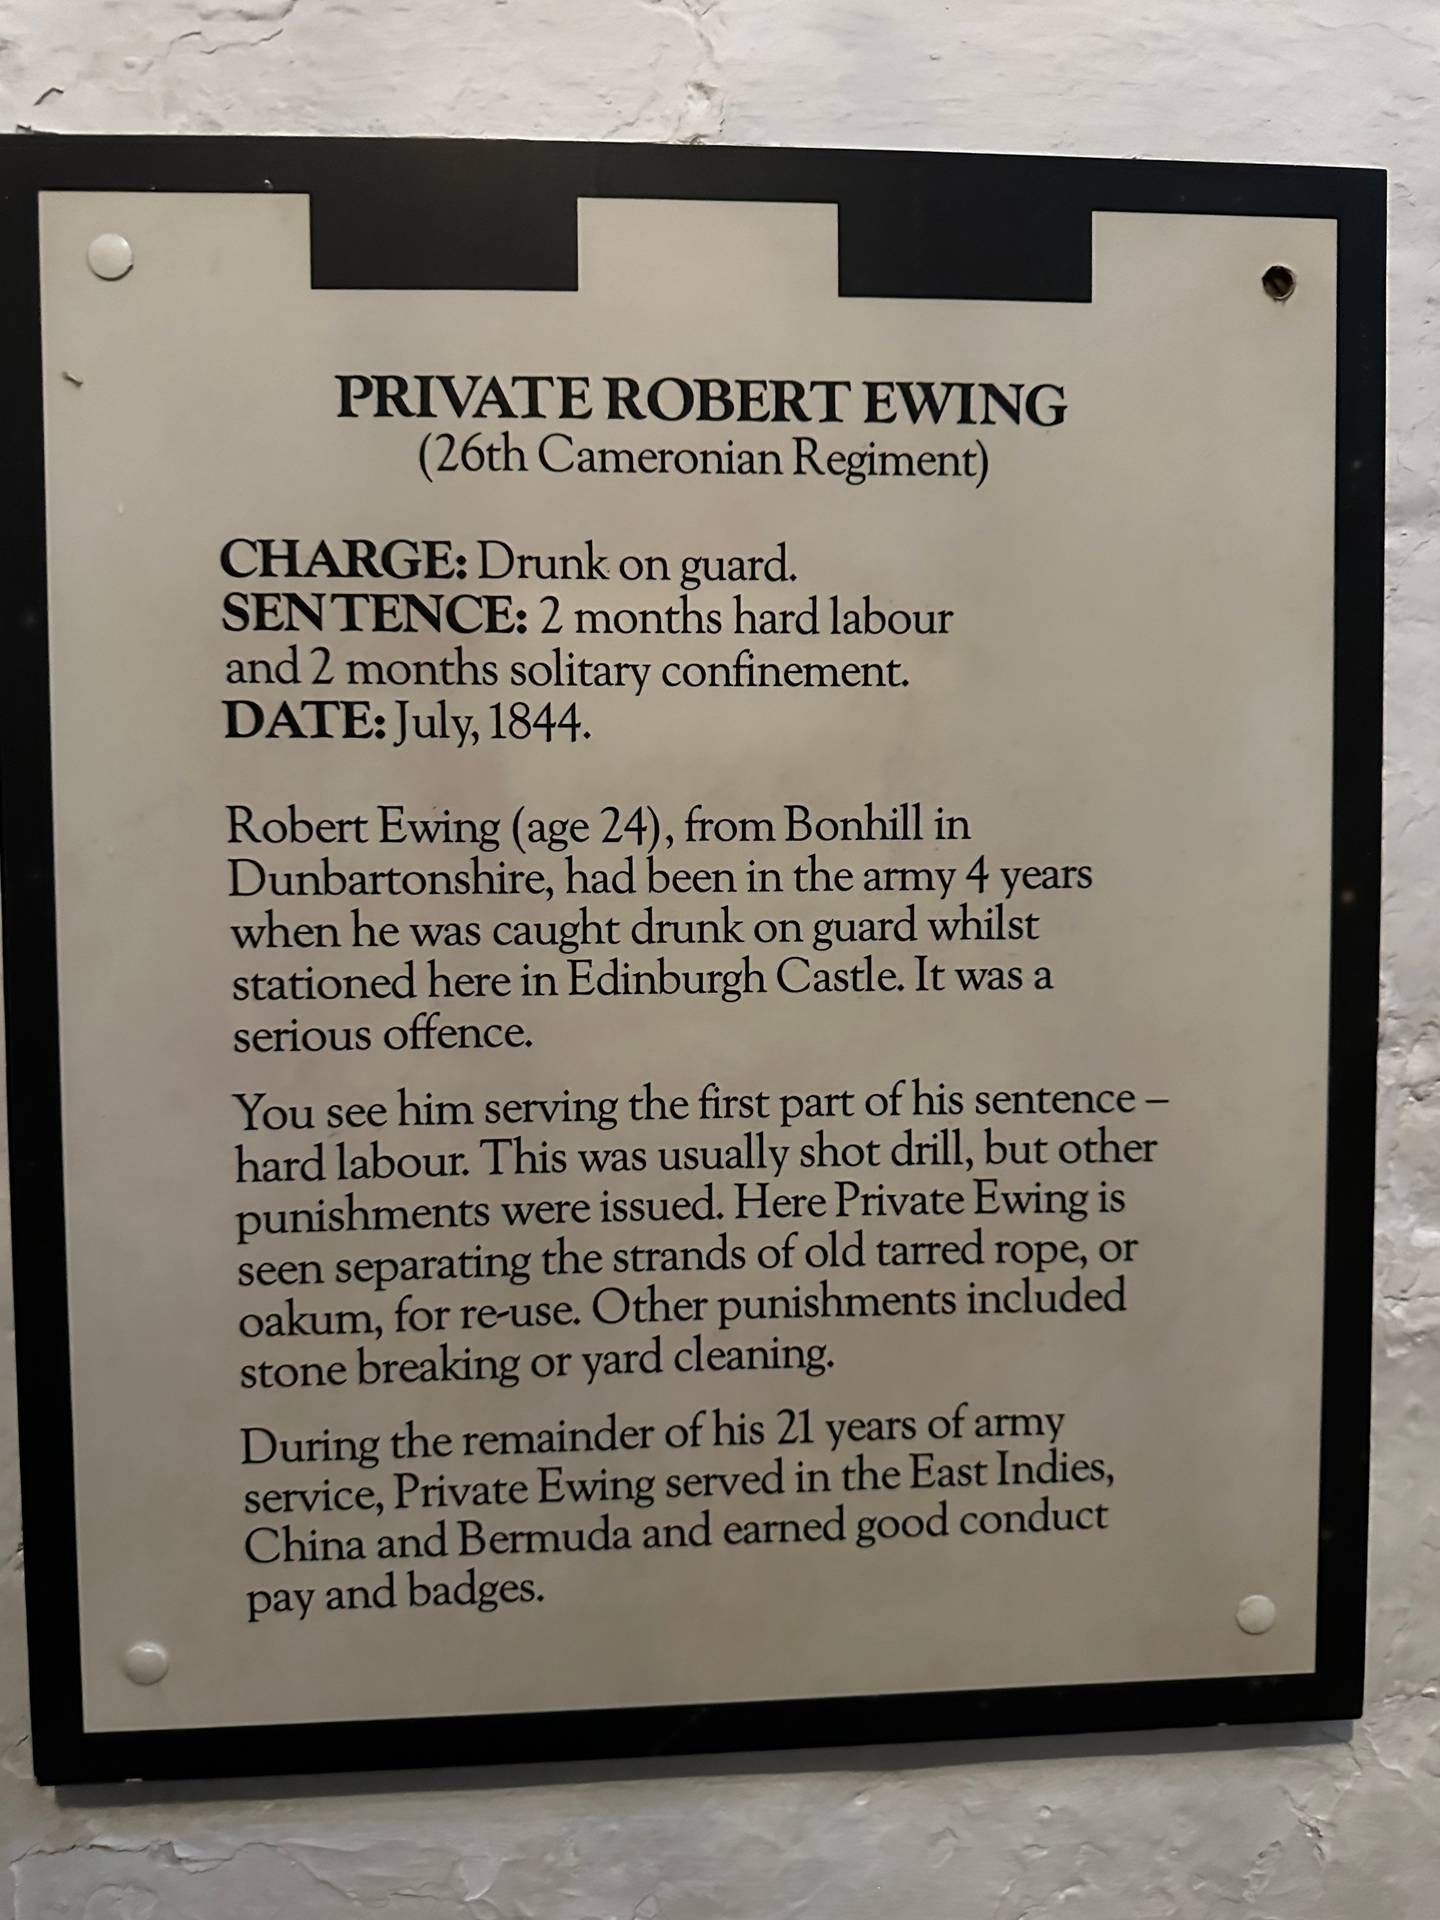 PRIVATE ROBERT EWING
(26th Cameronian Regiment)
CHARGE: Drunk on guard.
SENTENCE: 2 months hard labour
and 2 months solitary confinement.
DATE: July, 1844.
Robert Ewing (age 24), from Bonhill in
Dunbartonshire, had been in the army 4 years
when he was caught drunk on guard whilst
stationed here in Edinburgh Castle. It was a
serious offence.
You see him serving the first part of his sentence –
hard labour. This was usually shot drill, but other
punishments were issued. Here Private Ewing is
seen separating the strands of old tarred rope, or
oakum, for re-use. Other punishments included
stone breaking or yard cleaning.
During the remainder of his 21 years of army
service, Private Ewing served in the East Indies,
China and Bermuda and earned good conduct
pay and badges.